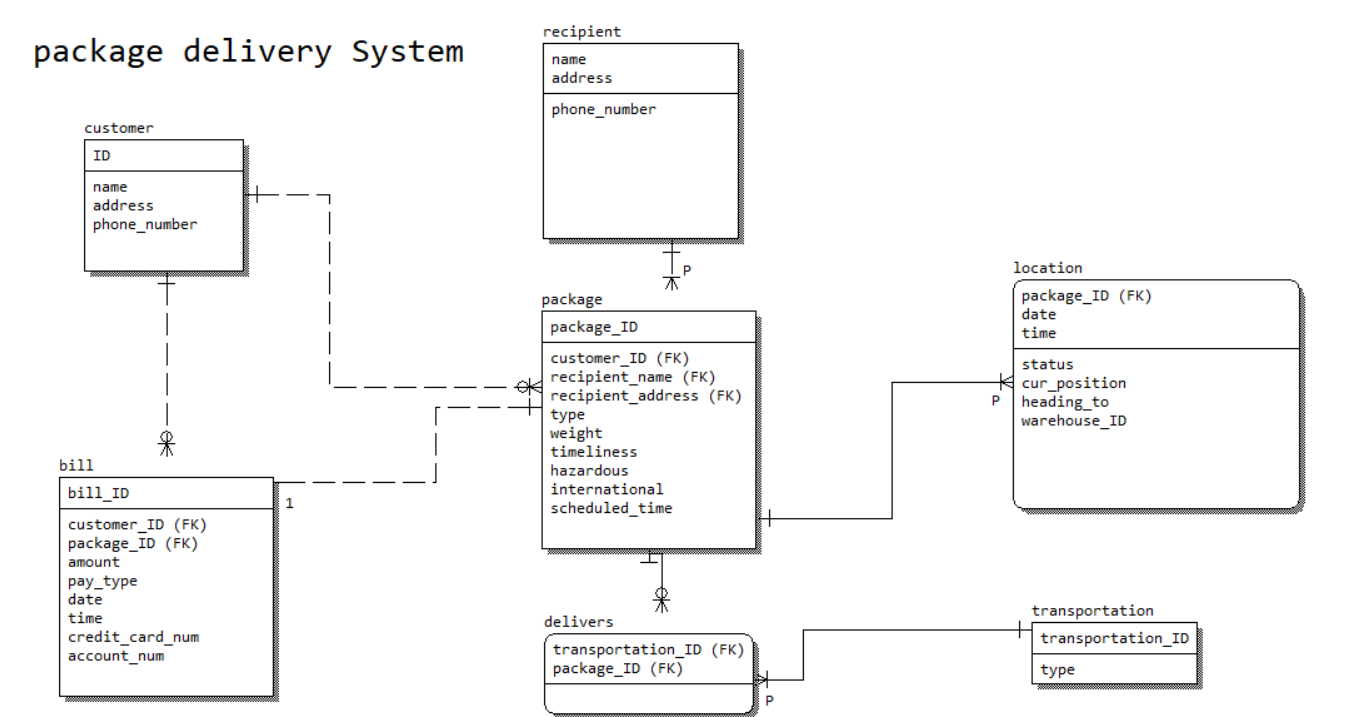 package delivery System
recipient
name
address
phone_number
customer
ID
name
address
phone_number
P
package
package_ID
customer_ID (FK)
recipient_name (FK)
recipient_address (FK)
type
weight
timeliness
hazardous
international
scheduled_time
location
package_ID (FK)
date
time
status
cur_position
heading_to
warehouse_ID
P
bill
bill_ID
customer_ID (FK)
package_ID (FK)
amount
pay_type
date
time
credit_card_num
account_num
1
delivers
transportation_ID (FK)
package_ID (FK)
P
transportation
transportation_ID
type